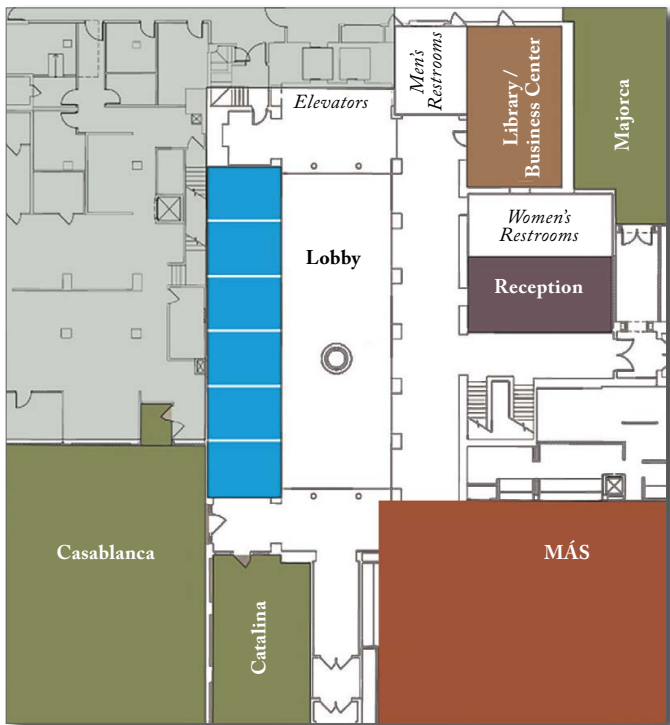 Elevators
Men's
Restrooms
Library /
Business Center
Majorca
Women's
Restrooms
Lobby
Reception
Casablanca
MÁS
Catalina